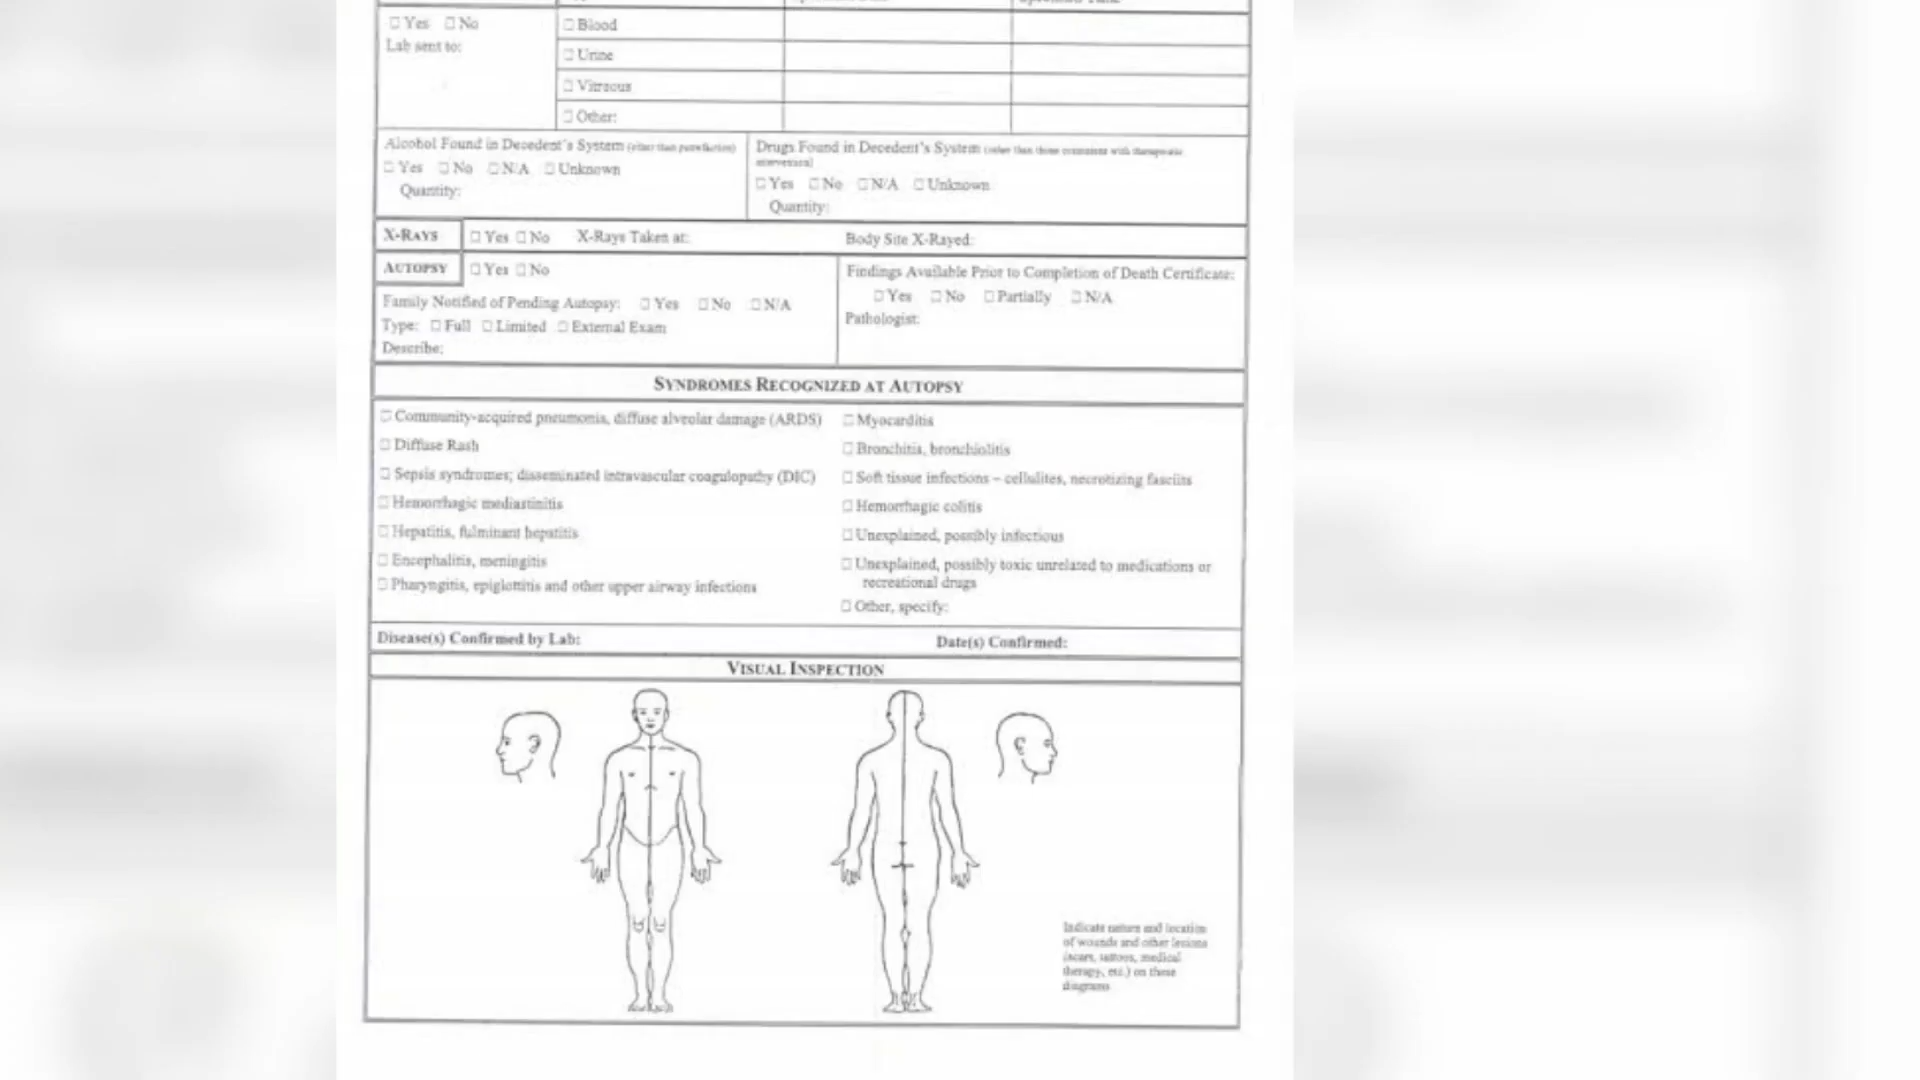 ☐ Yes ☐ No
Lab sent to:
☐ Blood
☐ Urine
☐ Vitreous
☐ Other:
Alcohol Found in Decedent's System (other than putrefaction)
☐ Yes ☐ No ☐ N/A ☐ Unknown
Quantity:
Drugs Found in Decedent's System (other than those consistent with therapeutic
intervention)
☐ Yes ☐ No ☐ N/A ☐ Unknown
Quantity:
X-RAYS ☐ Yes ☐ No X-Rays Taken at: Body Site X-Rayed:
AUTOPSY ☐ Yes ☐ No
Family Notified of Pending Autopsy: ☐ Yes ☐ No ☐ N/A
Type: ☐ Full ☐ Limited ☐ External Exam
Describe:
Findings Available Prior to Completion of Death Certificate:
☐ Yes ☐ No ☐ Partially ☐ N/A
Pathologist:
SYNDROMES RECOGNIZED AT AUTOPSY
☐ Community-acquired pneumonia, diffuse alveolar damage (ARDS)
☐ Diffuse Rash
☐ Sepsis syndromes; disseminated intravascular coagulopathy (DIC)
☐ Hemorrhagic mediastinitis
☐ Hepatitis, fulminant hepatitis
☐ Encephalitis, meningitis
☐ Pharyngitis, epiglottitis and other upper airway infections
☐ Myocarditis
☐ Bronchitis, bronchiolitis
☐ Soft tissue infections – cellulites, necrotizing fasciits
☐ Hemorrhagic colitis
☐ Unexplained, possibly infectious
☐ Unexplained, possibly toxic unrelated to medications or
recreational drugs
☐ Other, specify:
Disease(s) Confirmed by Lab: Date(s) Confirmed:
VISUAL INSPECTION
Indicate nature and location
of wounds and other lesions
(scars, tattoos, medical
therapy, etc.) on these
diagrams